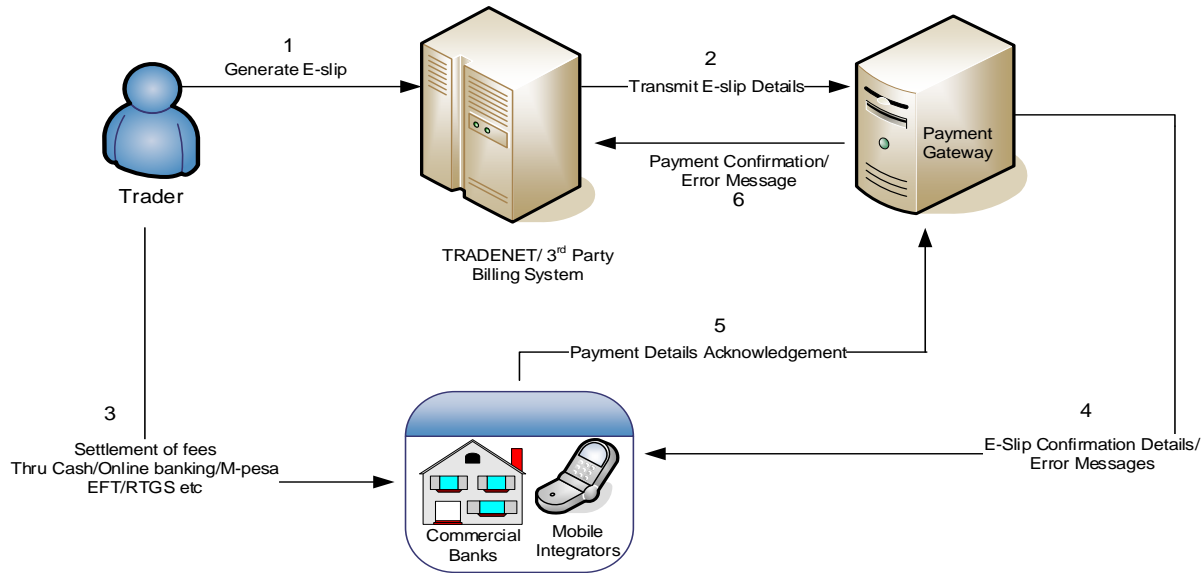 1
Generate E-slip
2
Transmit E-slip Details
Payment
Gateway
Payment Confirmation/
Error Message
6
Trader
TRADENET/ 3rd Party
Billing System
5
Payment Details Acknowledgement
3
Settlement of fees
Thru Cash/Online banking/M-pesa
EFT/RTGS etc
4
E-Slip Confirmation Details/
Error Messages
Commercial
Banks
Mobile
Integrators